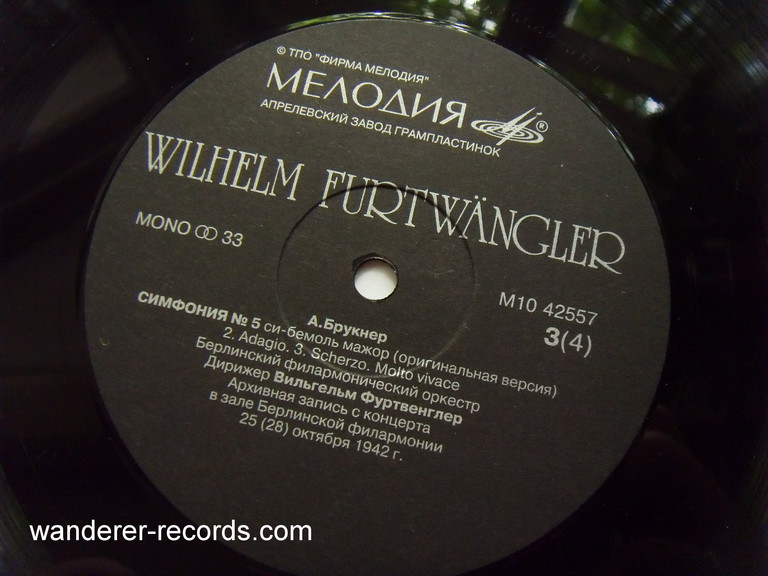 © ТПО "ФИРМА МЕЛОДИЯ"
МЕЛОДИЯ ®
АПРЕЛЕВСКИЙ ЗАВОД ГРАМПЛАСТИНОК
WILHELM FURTWÄNGLER
MONO 33
М10 42557
3(4)
А.Брукнер
СИМФОНИЯ № 5 си-бемоль мажор (оригинальная версия)
2. Adagio. 3. Scherzo. Molto vivace
Берлинский филармонический оркестр
Дирижер Вильгельм Фуртвенглер
Архивная запись с концерта
в зале Берлинской филармонии
25 (28) октября 1942 г.
wanderer-records.com